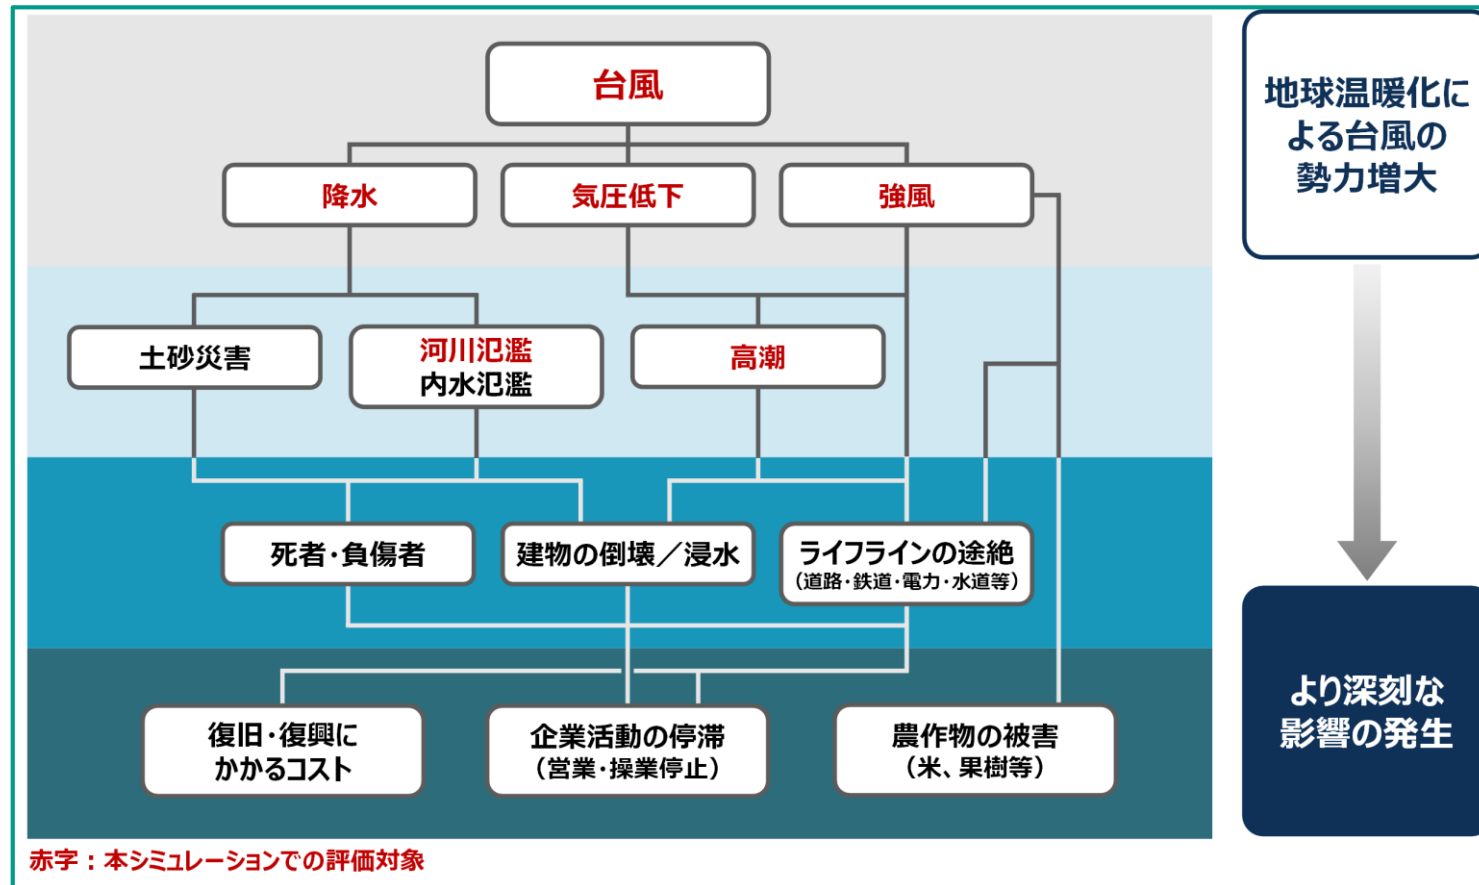 台風
降水
気圧低下
強風
土砂災害
河川氾濫
内水氾濫
高潮
死者・負傷者
建物の倒壊／浸水
ライフラインの途絶
（道路・鉄道・電力・水道等）
復旧・復興に
かかるコスト
企業活動の停滞
（営業・操業停止）
農作物の被害
（米、果樹等）
赤字：本シミュレーションでの評価対象
地球温暖化に
よる台風の
勢力増大
より深刻な
影響の発生